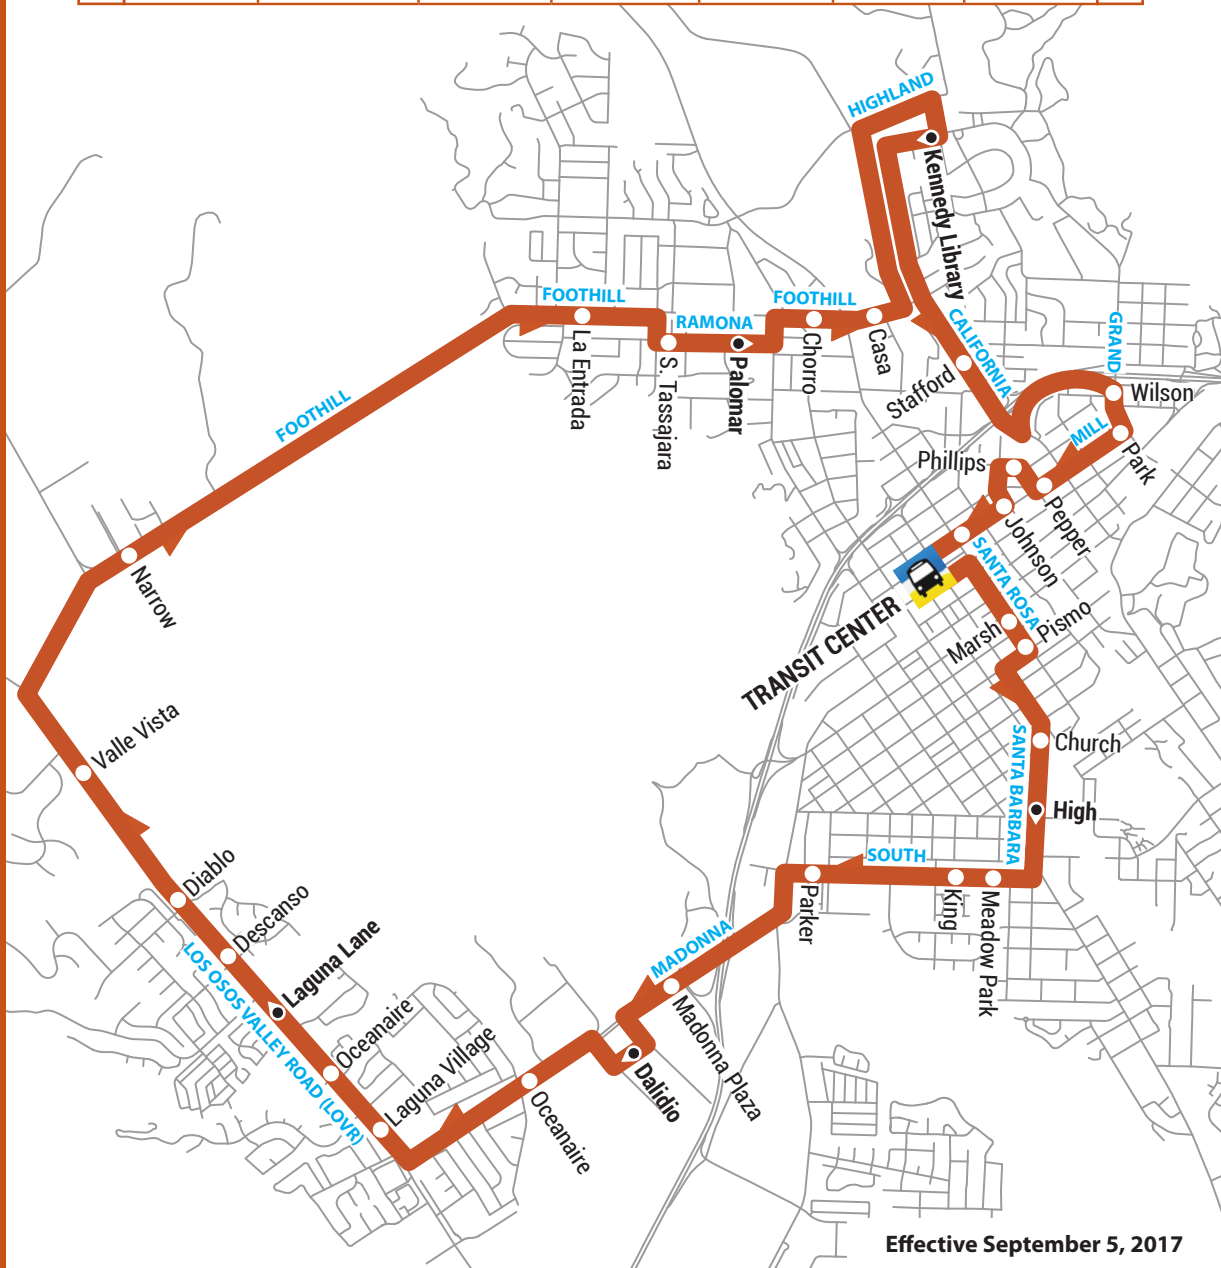 HIGHLAND
Kennedy Library
FOOTHILL
La Entrada
RAMONA
S. Tassajara
Palomar
FOOTHILL
Chorro
Casa
CALIFORNIA
Stafford
GRAND
Wilson
MILL
Park
Phillips
Pepper
Johnson
SANTA ROSA
FOOTHILL
Narrow
TRANSIT CENTER
Marsh
Pismo
Valle Vista
Church
SANTA BARBARA
High
SOUTH
Diablo
Descanso
Parker
King
Meadow Park
LOS OSOS VALLEY ROAD (LOVR)
Laguna Lane
MADONNA
Madonna Plaza
Oceanaire
Laguna Village
Dalidio
Oceanaire
Effective September 5, 2017